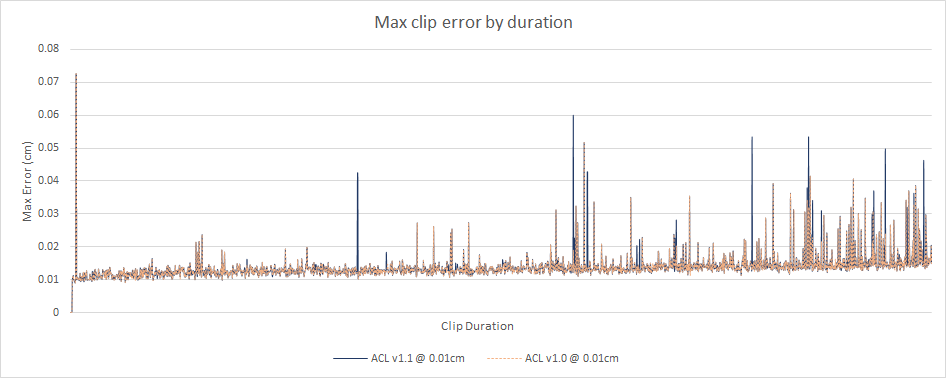 Max clip error by duration
0.08
0.07
0.06
0.05
0.04
0.03
0.02
0.01
0
Max Error (cm)
Clip Duration
ACL v1.1 @ 0.01cm ACL v1.0 @ 0.01cm